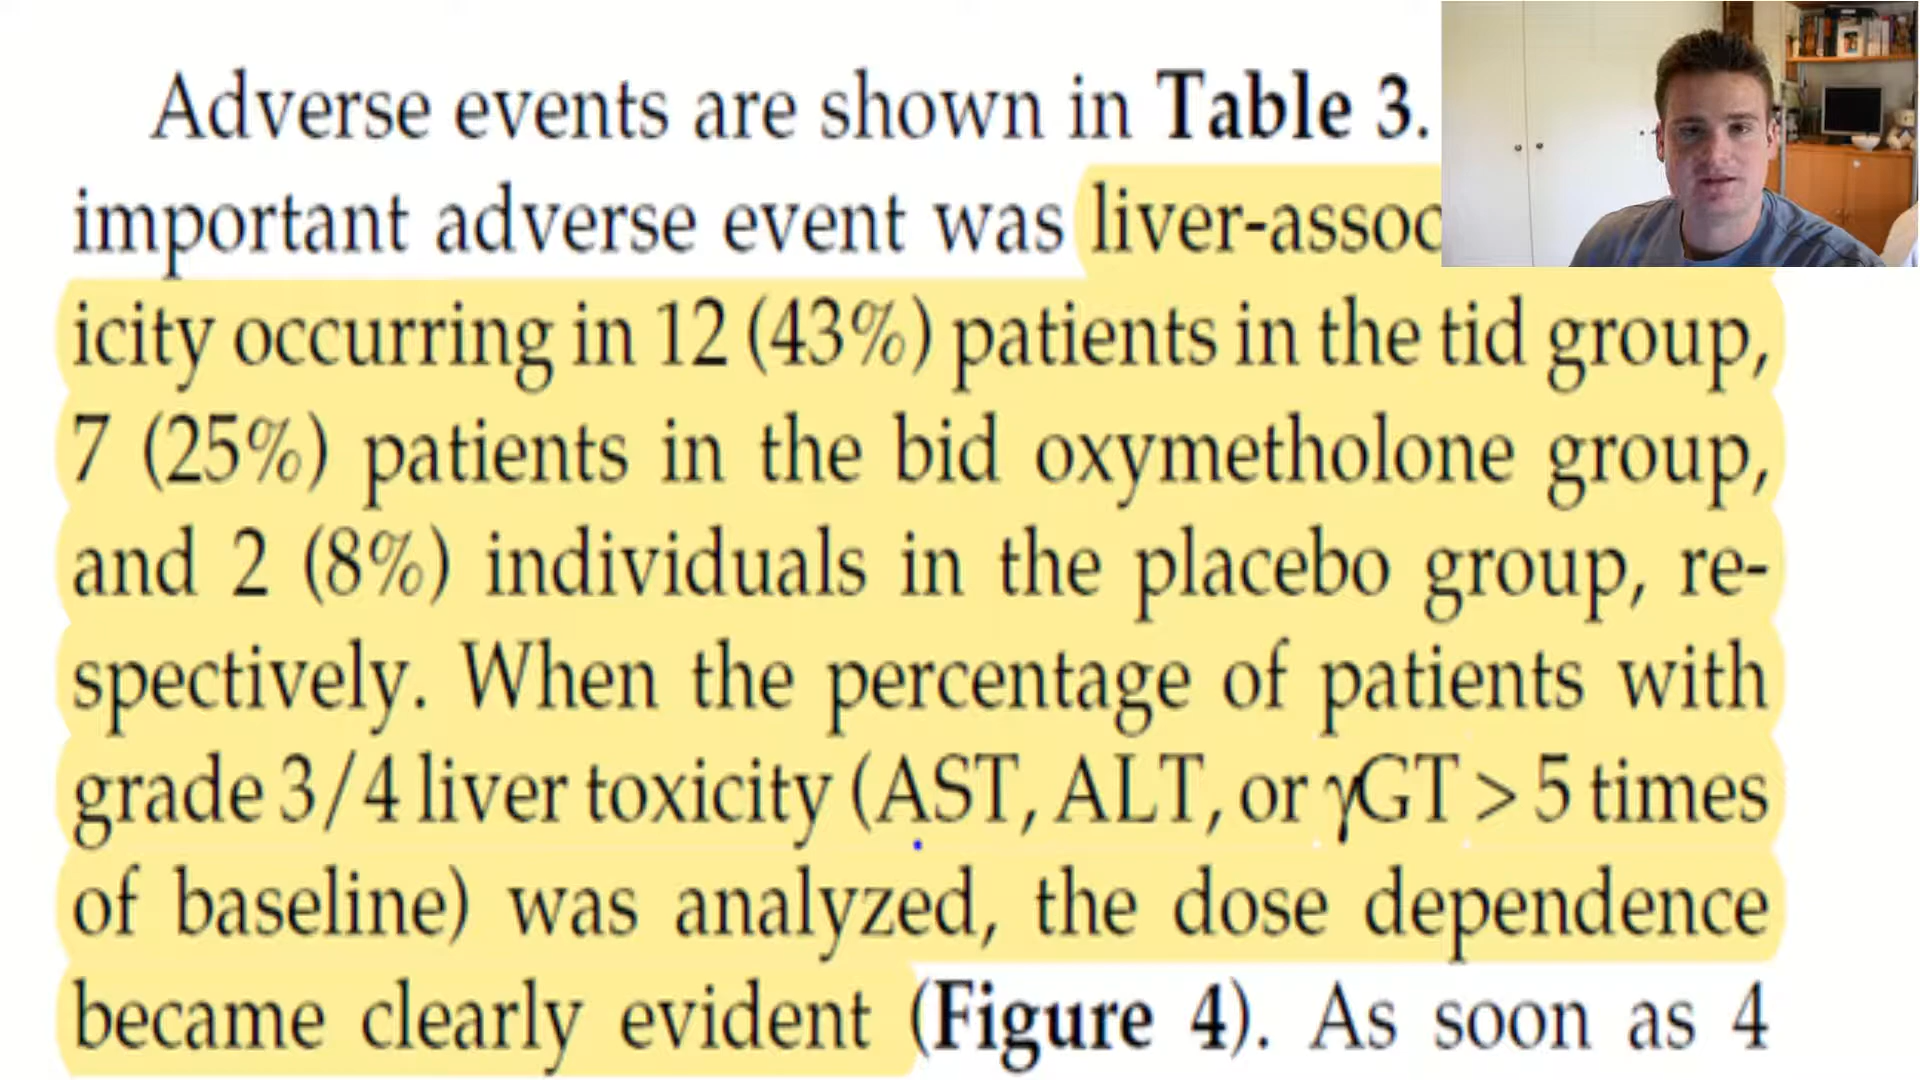 Adverse events are shown in Table 3.
important adverse event was liver-assoc
icity occurring in 12 (43%) patients in the tid group,
7 (25%) patients in the bid oxymetholone group,
and 2 (8%) individuals in the placebo group, re-
spectively. When the percentage of patients with
grade 3/4 liver toxicity (AST, ALT, or γGT > 5 times
of baseline) was analyzed, the dose dependence
became clearly evident (Figure 4). As soon as 4